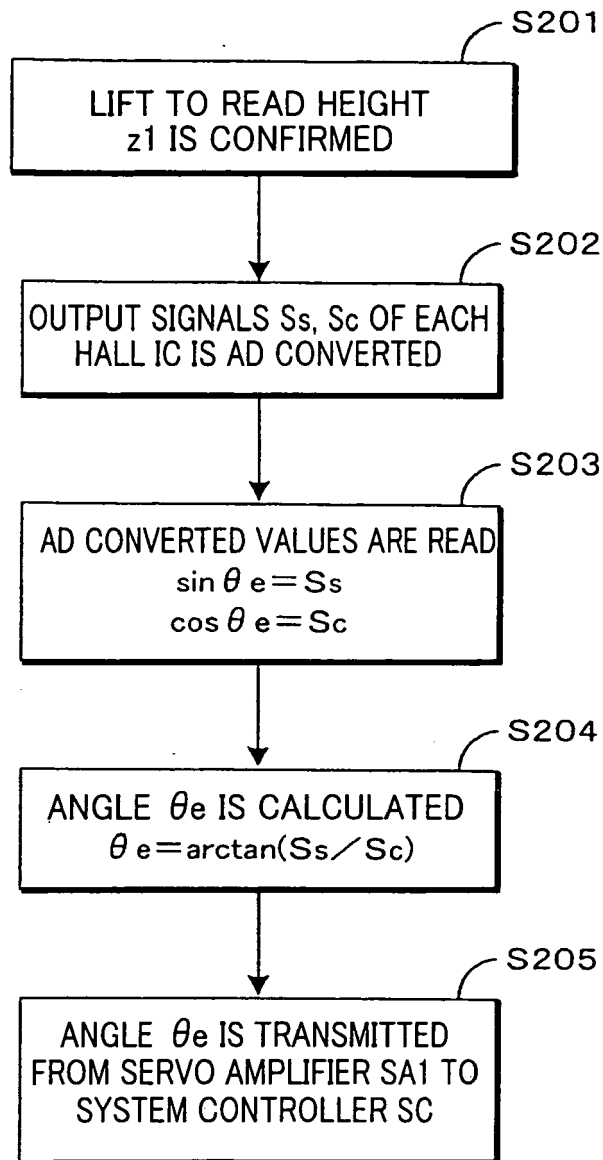 S201
LIFT TO READ HEIGHT
z1 IS CONFIRMED
S202
OUTPUT SIGNALS Ss, Sc OF EACH
HALL IC IS AD CONVERTED
S203
AD CONVERTED VALUES ARE READ
sin θ e = Ss
cos θ e = Sc
S204
ANGLE θe IS CALCULATED
θ e = arctan(Ss／Sc)
S205
ANGLE θe IS TRANSMITTED
FROM SERVO AMPLIFIER SA1 TO
SYSTEM CONTROLLER SC